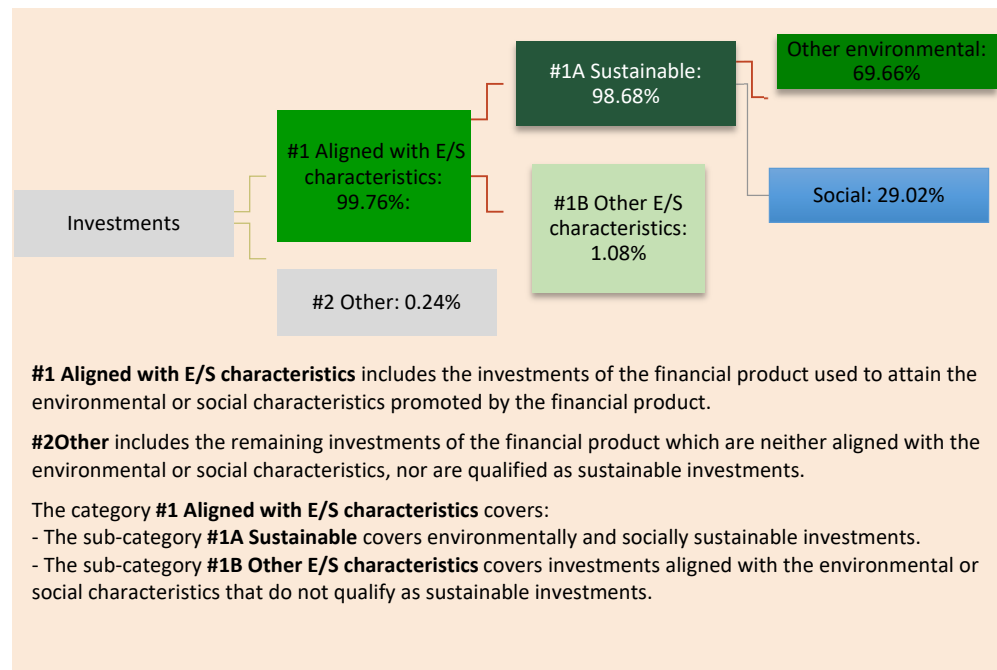 Investments
#1 Aligned with E/S
characteristics:
99.76%:
#2 Other: 0.24%
#1A Sustainable:
98.68%
#1B Other E/S
characteristics:
1.08%
Other environmental:
69.66%
Social: 29.02%
#1 Aligned with E/S characteristics includes the investments of the financial product used to attain the
environmental or social characteristics promoted by the financial product.
#2Other includes the remaining investments of the financial product which are neither aligned with the
environmental or social characteristics, nor are qualified as sustainable investments.
The category #1 Aligned with E/S characteristics covers:
- The sub-category #1A Sustainable covers environmentally and socially sustainable investments.
- The sub-category #1B Other E/S characteristics covers investments aligned with the environmental or
social characteristics that do not qualify as sustainable investments.